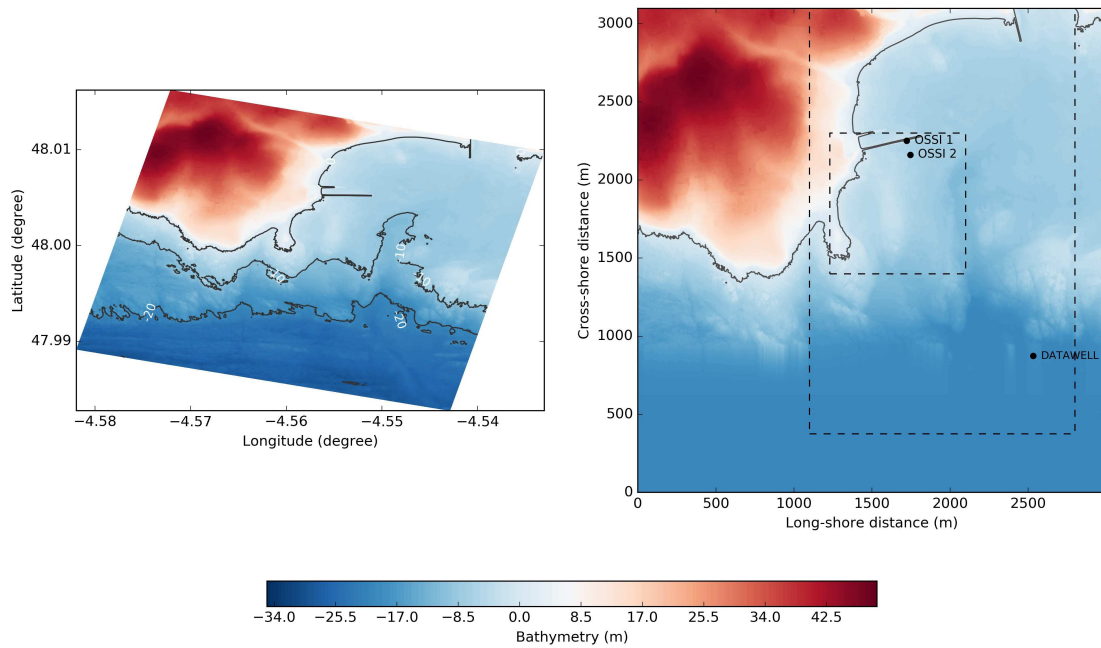 48.01
48.00
47.99
Latitude (degree)
-10
-10
-10
-20
-20
−4.58 −4.57 −4.56 −4.55 −4.54
Longitude (degree)
3000
2500
2000
1500
1000
500
0
Cross-shore distance (m)
OSSI 1
OSSI 2
DATAWELL
0 500 1000 1500 2000 2500
Long-shore distance (m)
−34.0 −25.5 −17.0 −8.5 0.0 8.5 17.0 25.5 34.0 42.5
Bathymetry (m)